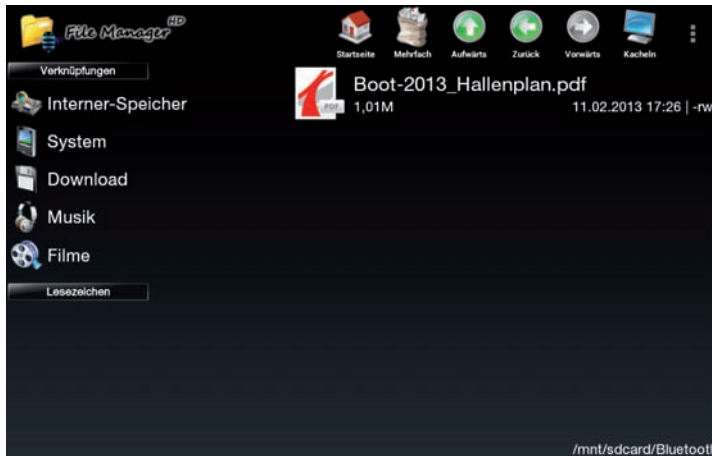 File Manager HD
Startseite Mehrfach Aufwärts Zurück Vorwärts Kacheln
Verknüpfungen
Interner-Speicher
System
Download
Musik
Filme
Lesezeichen
Boot-2013_Hallenplan.pdf
PDF
1,01M 11.02.2013 17:26 | -rw
/mnt/sdcard/Bluetooth